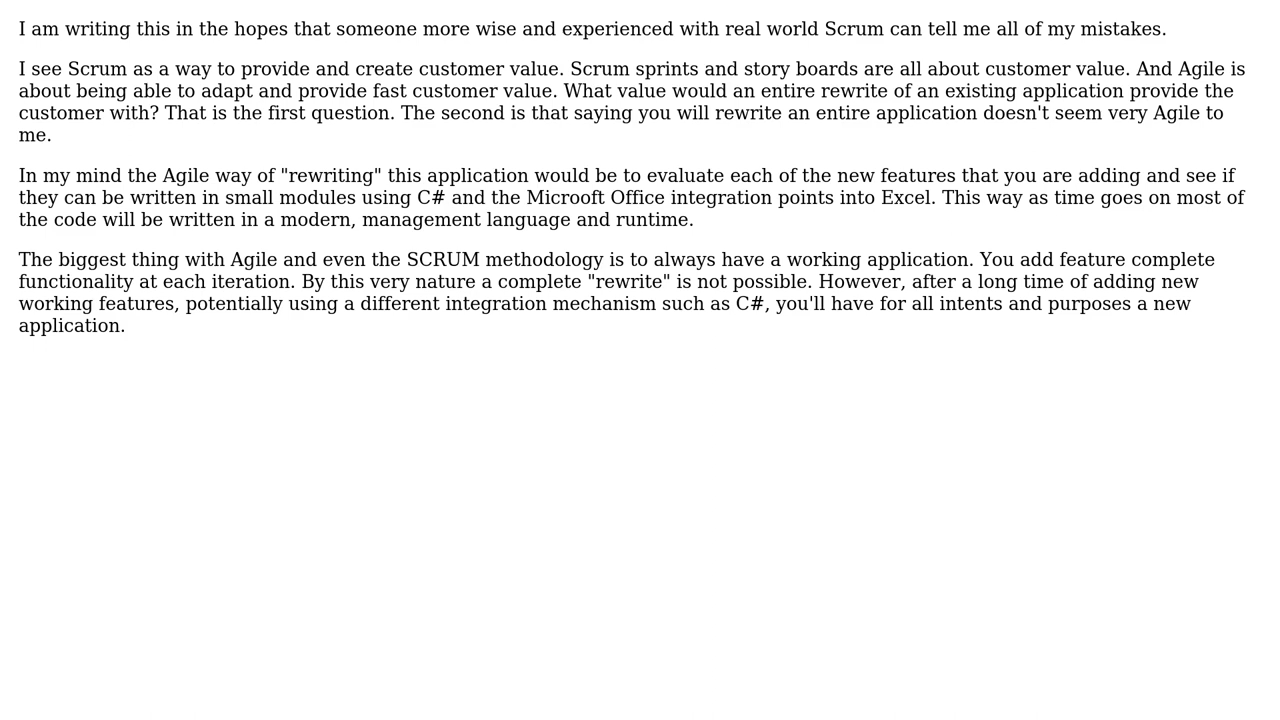 I am writing this in the hopes that someone more wise and experienced with real world Scrum can tell me all of my mistakes.
I see Scrum as a way to provide and create customer value. Scrum sprints and story boards are all about customer value. And Agile is
about being able to adapt and provide fast customer value. What value would an entire rewrite of an existing application provide the
customer with? That is the first question. The second is that saying you will rewrite an entire application doesn't seem very Agile to
me.
In my mind the Agile way of "rewriting" this application would be to evaluate each of the new features that you are adding and see if
they can be written in small modules using C# and the Microoft Office integration points into Excel. This way as time goes on most of
the code will be written in a modern, management language and runtime.
The biggest thing with Agile and even the SCRUM methodology is to always have a working application. You add feature complete
functionality at each iteration. By this very nature a complete "rewrite" is not possible. However, after a long time of adding new
working features, potentially using a different integration mechanism such as C#, you'll have for all intents and purposes a new
application.